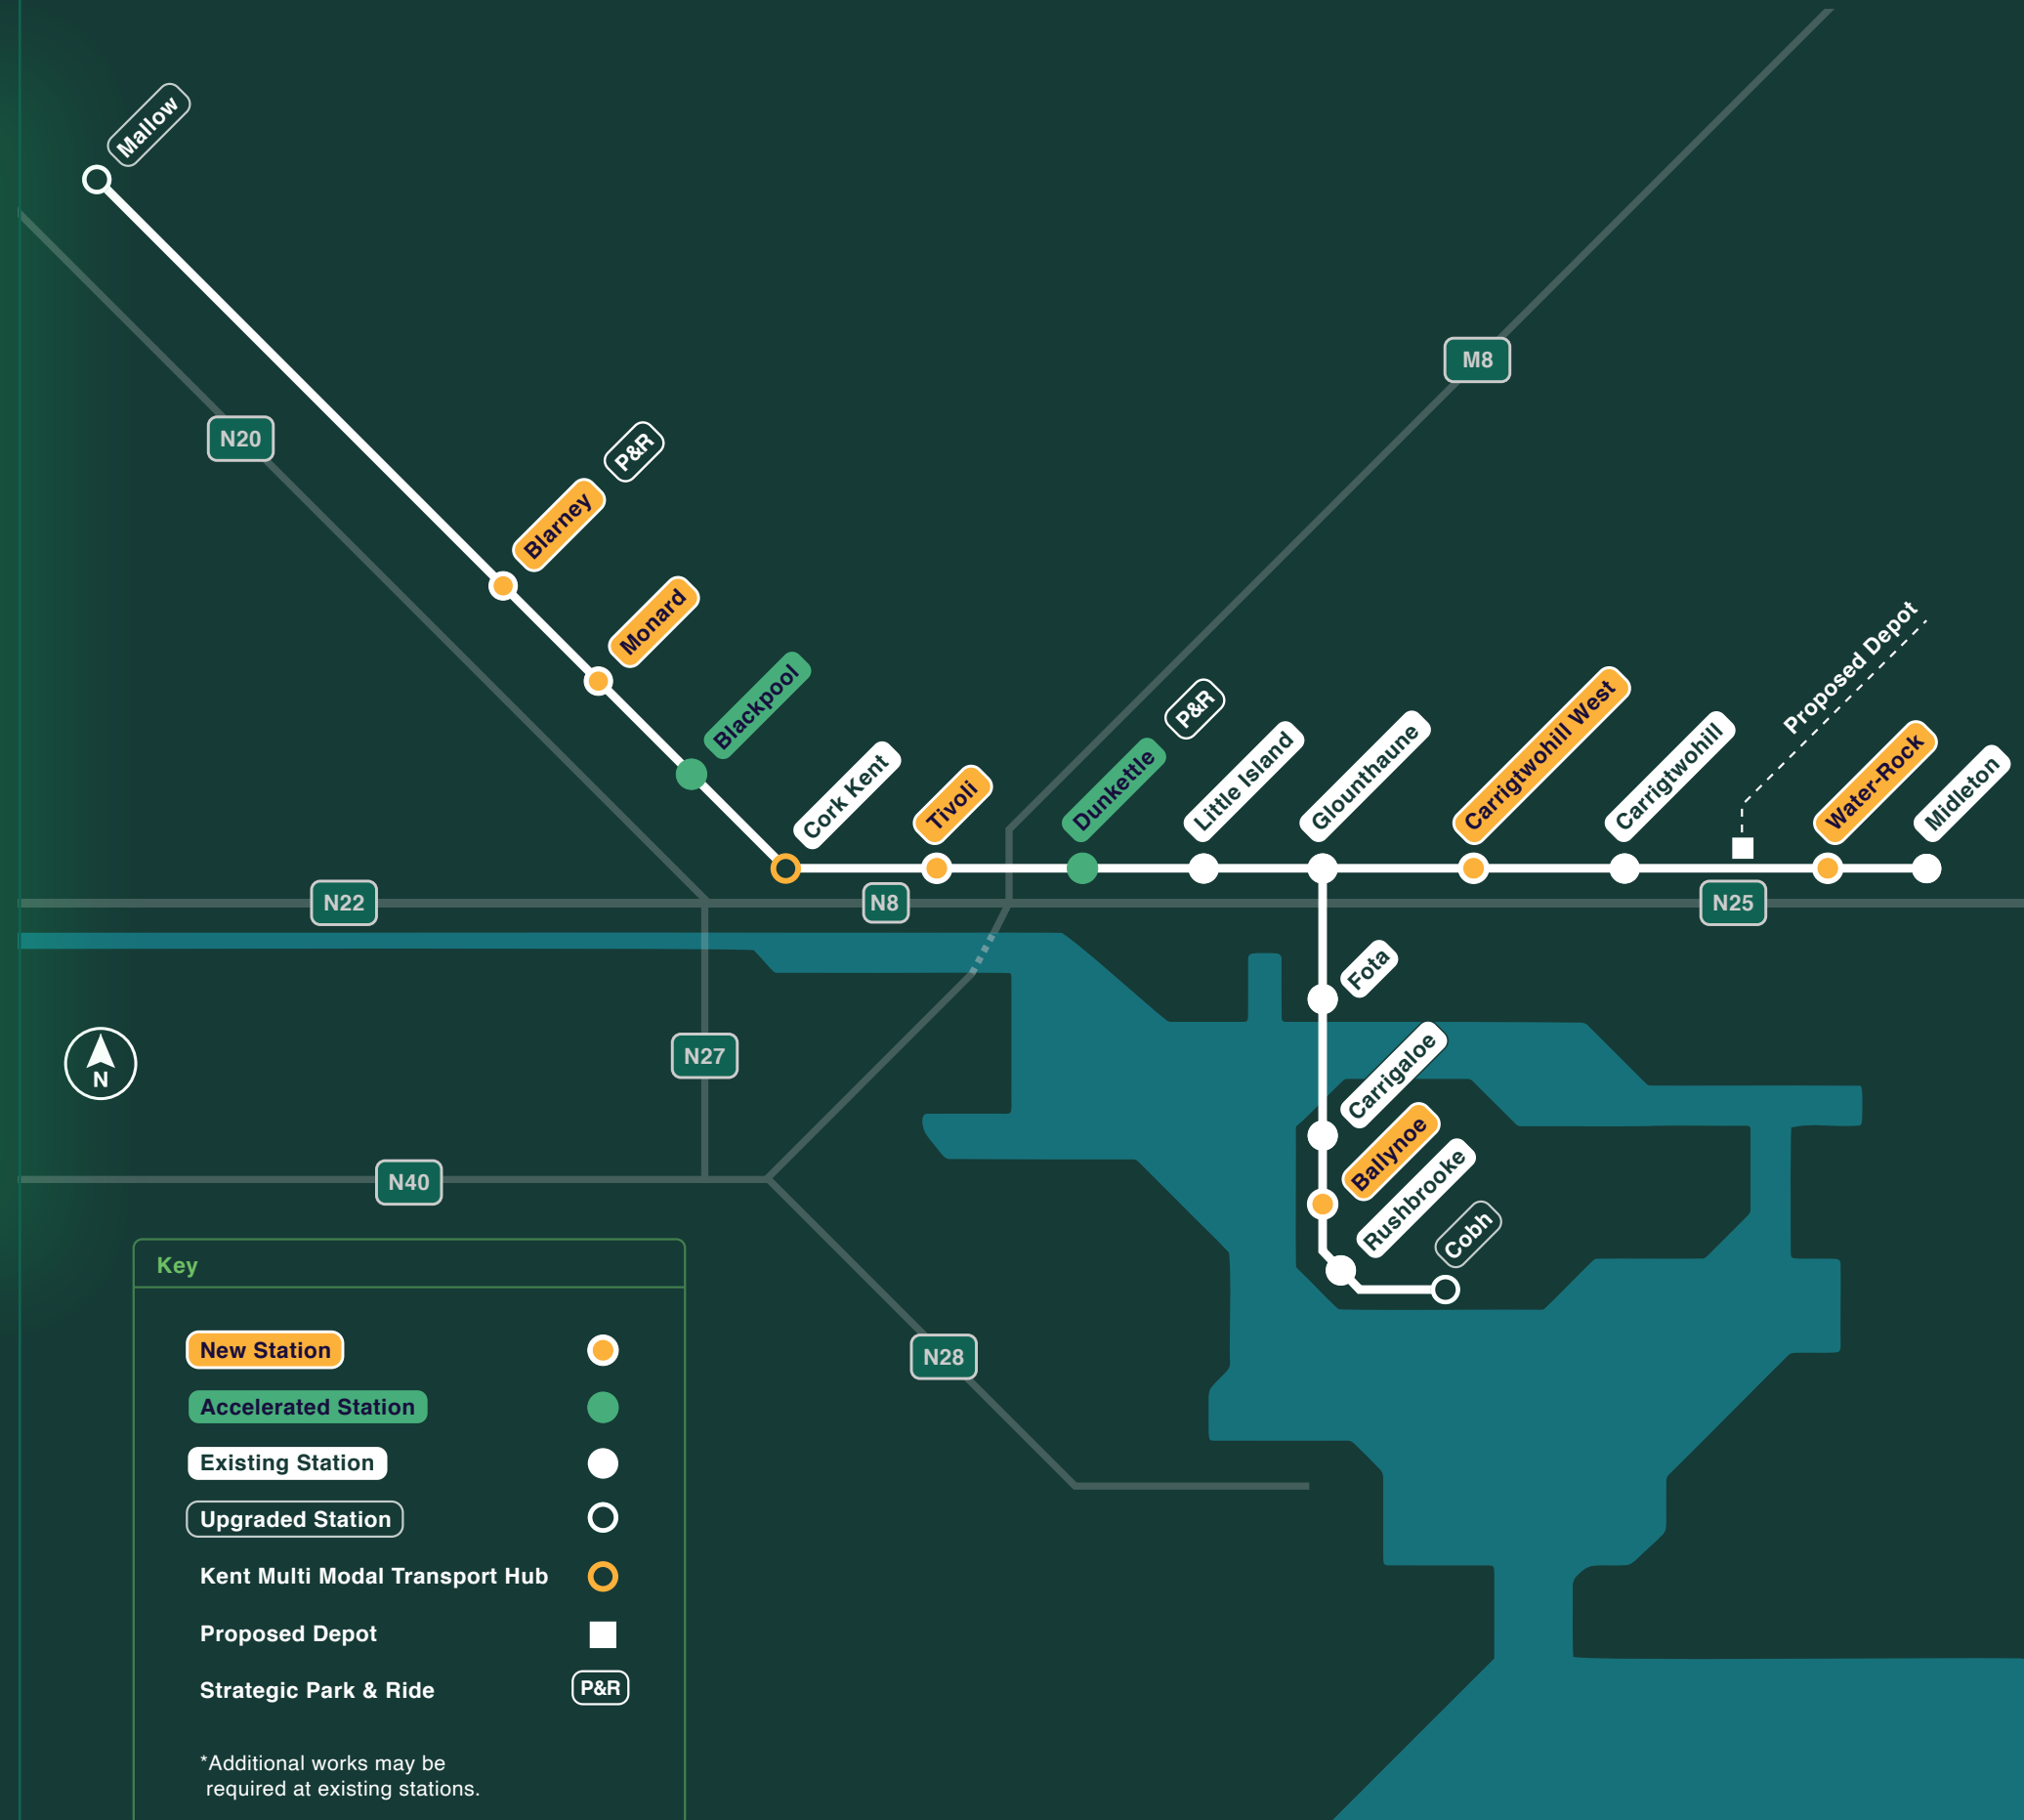 Mallow
N20
M8
P&R
Blarney
Monard
Blackpool
Cork Kent
Tivoli
P&R
Dunkettle
Little Island
Glounthaune
Carrigtwohill West
Carrigtwohill
Proposed Depot
Water-Rock
Midleton
N22
N8
N25
Fota
Carrigaloe
Ballynoe
Rushbrooke
Cobh
N
N27
N40
N28
Key
New Station
Accelerated Station
Existing Station
Upgraded Station
Kent Multi Modal Transport Hub
Proposed Depot
Strategic Park & Ride P&R
*Additional works may be
required at existing stations.